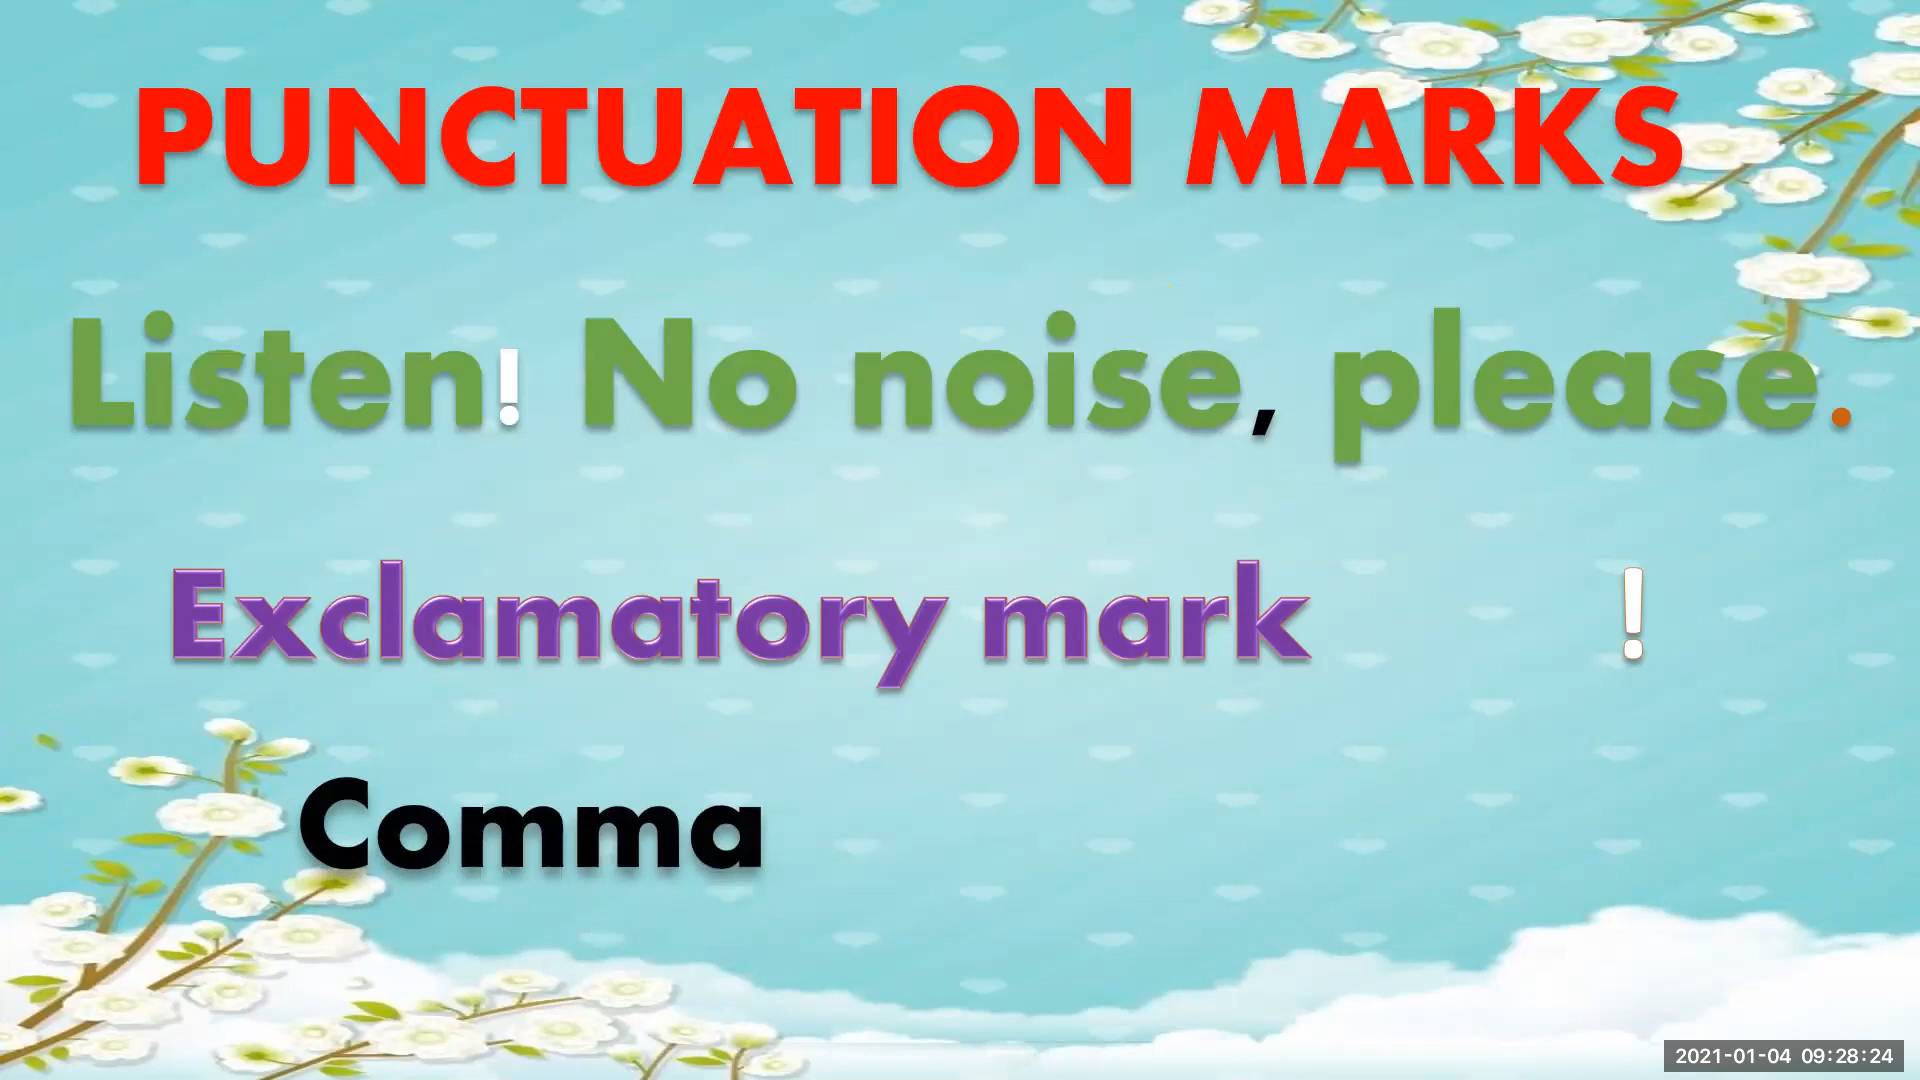 PUNCTUATION MARKS
Listen! No noise, please.
Exclamatory mark !
Comma
2021-01-04 09:28:24